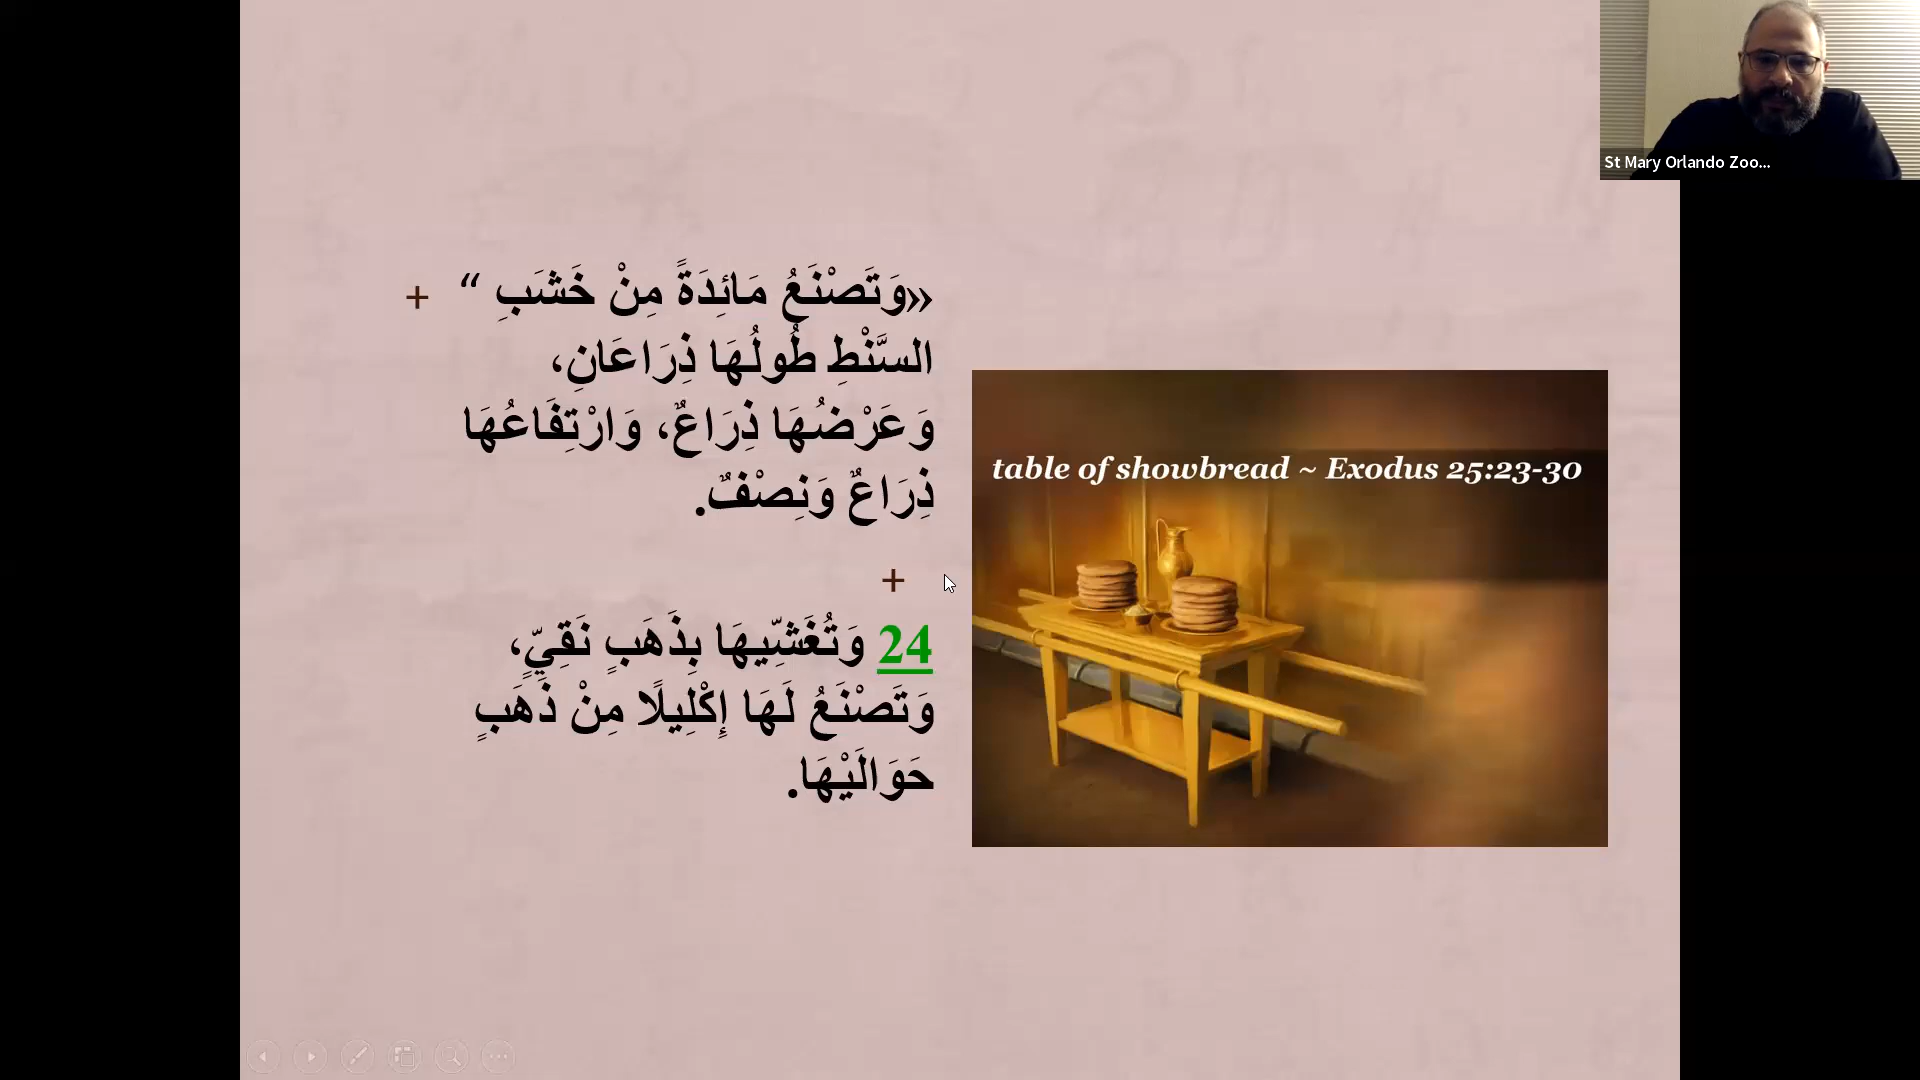 St Mary Orlando Zoo...
+ “ «وَتَصْنَعُ مَائِدَةً مِنْ خَشَبِ
السَّنْطِ طُولُهَا ذِرَاعَانِ،
وَعَرْضُهَا ذِرَاعٌ، وَارْتِفَاعُهَا
ذِرَاعٌ وَنِصْفٌ.
+
24 وَتُغَشِّيهَا بِذَهَبٍ نَقِيٍّ،
وَتَصْنَعُ لَهَا إِكْلِيلًا مِنْ ذَهَبٍ
حَوَالَيْهَا.
table of showbread ~ Exodus 25:23-30